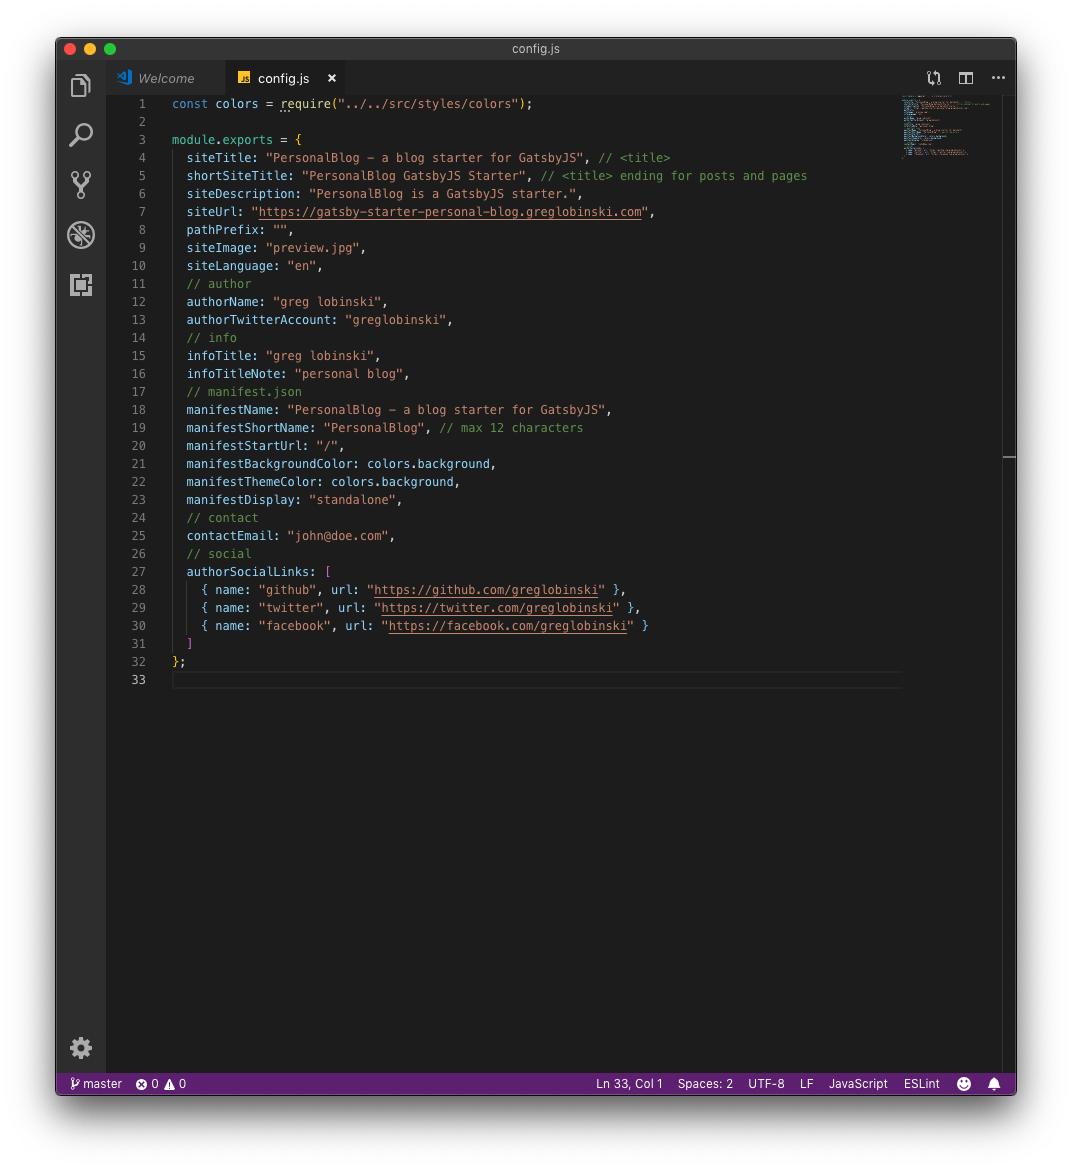 config.js
Welcome
JS config.js ×
1 const colors = require("../../src/styles/colors");
2
3 module.exports = {
4 siteTitle: "PersonalBlog - a blog starter for GatsbyJS", // <title>
5 shortSiteTitle: "PersonalBlog GatsbyJS Starter", // <title> ending for posts and pages
6 siteDescription: "PersonalBlog is a GatsbyJS starter.",
7 siteUrl: "https://gatsby-starter-personal-blog.greglobinski.com",
8 pathPrefix: "",
9 siteImage: "preview.jpg",
10 siteLanguage: "en",
11 // author
12 authorName: "greg lobinski",
13 authorTwitterAccount: "greglobinski",
14 // info
15 infoTitle: "greg lobinski",
16 infoTitleNote: "personal blog",
17 // manifest.json
18 manifestName: "PersonalBlog - a blog starter for GatsbyJS",
19 manifestShortName: "PersonalBlog", // max 12 characters
20 manifestStartUrl: "/",
21 manifestBackgroundColor: colors.background,
22 manifestThemeColor: colors.background,
23 manifestDisplay: "standalone",
24 // contact
25 contactEmail: "john@doe.com",
26 // social
27 authorSocialLinks: [
28 { name: "github", url: "https://github.com/greglobinski" },
29 { name: "twitter", url: "https://twitter.com/greglobinski" },
30 { name: "facebook", url: "https://facebook.com/greglobinski" }
31 ]
32 };
33
master 0 0 Ln 33, Col 1 Spaces: 2 UTF-8 LF JavaScript ESLint